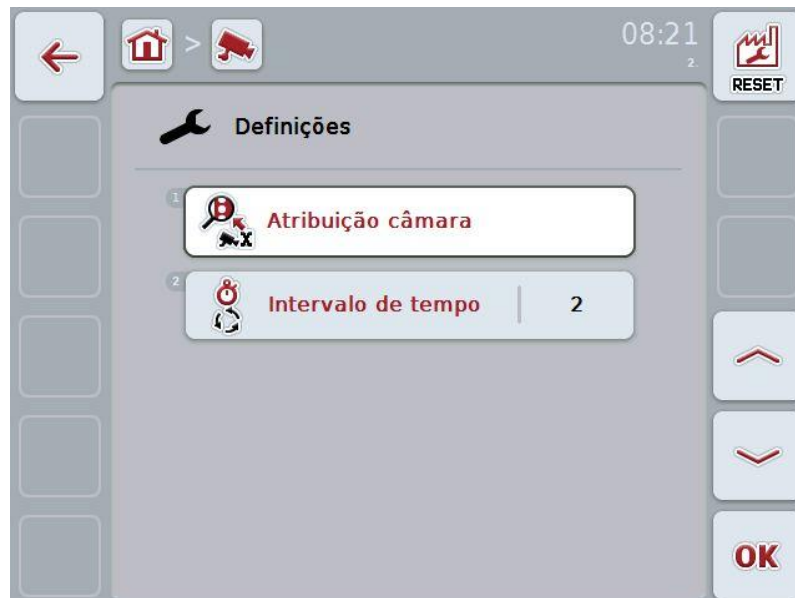 >
08:21
2.
RESET
Definições
1
Atribuição câmara
X
2
Intervalo de tempo 2
OK